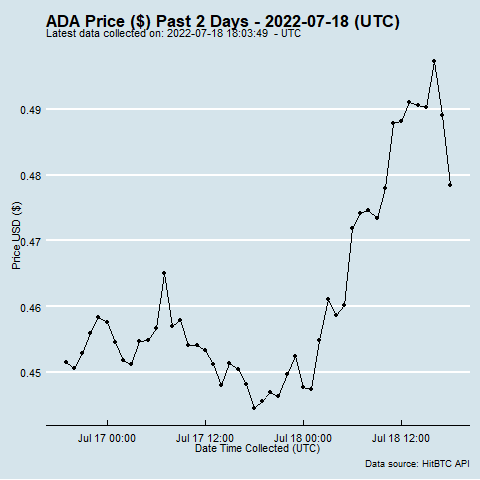 ADA Price ($) Past 2 Days - 2022-07-18 (UTC)
Latest data collected on: 2022-07-18 18:03:49 - UTC
0.49
0.48
0.47
0.46
0.45
Price USD ($)
Jul 17 00:00 Jul 17 12:00 Jul 18 00:00 Jul 18 12:00
Date Time Collected (UTC)
Data source: HitBTC API